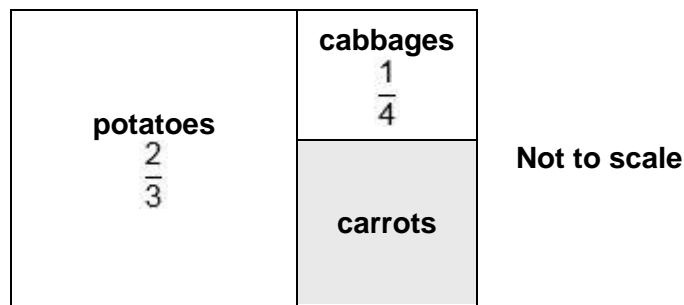 potatoes
2/3
cabbages
1/4
carrots
Not to scale